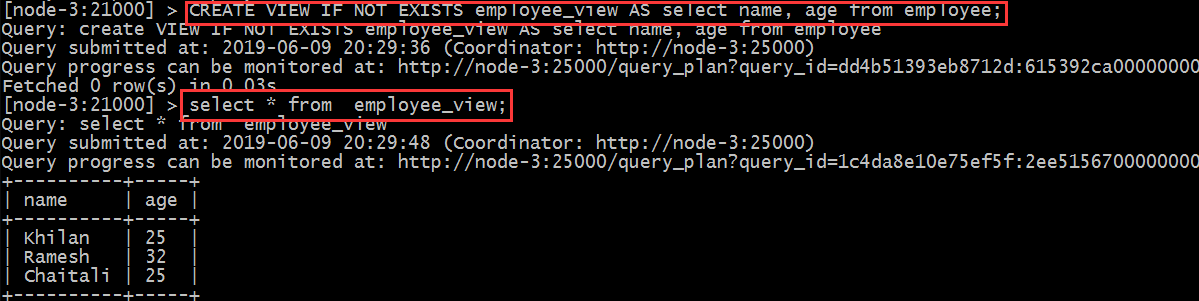 [node-3:21000] > CREATE VIEW IF NOT EXISTS employee_view AS select name, age from employee;
Query: create VIEW IF NOT EXISTS employee_view AS select name, age from employee
Query submitted at: 2019-06-09 20:29:36 (Coordinator: http://node-3:25000)
Query progress can be monitored at: http://node-3:25000/query_plan?query_id=dd4b51393eb8712d:615392ca00000000
Fetched 0 row(s) in 0.03s
[node-3:21000] > select * from  employee_view;
Query: select * from  employee_view
Query submitted at: 2019-06-09 20:29:48 (Coordinator: http://node-3:25000)
Query progress can be monitored at: http://node-3:25000/query_plan?query_id=1c4da8e10e75ef5f:2ee5156700000000
+----------+-----+
| name     | age |
+----------+-----+
| Khilan   | 25  |
| Ramesh   | 32  |
| Chaitali | 25  |
+----------+-----+